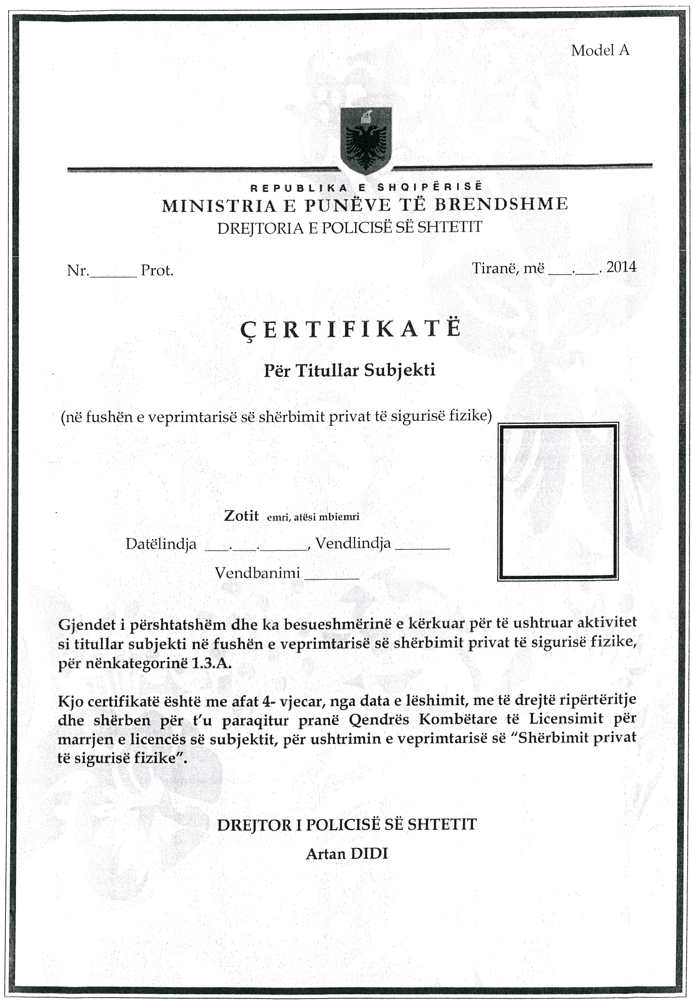 Model A
REPUBLIKA E SHQIPËRISË
MINISTRIA E PUNËVE TË BRENDSHME
DREJTORIA E POLICISË SË SHTETIT
Nr.______ Prot.
Tiranë, më ___.___. 2014
ÇERTIFIKATË
Për Titullar Subjekti
(në fushën e veprimtarisë së shërbimit privat të sigurisë fizike)
Zotit emri, atësi mbiemri
Datëlindja ___.___.______, Vendlindja _______
Vendbanimi _______
Gjendet i përshtatshëm dhe ka besueshmërinë e kërkuar për të ushtruar aktivitet
si titullar subjekti në fushën e veprimtarisë së shërbimit privat të sigurisë fizike,
për nënkategorinë 1.3.A.
Kjo certifikatë është me afat 4- vjecar, nga data e lëshimit, me të drejtë ripërtëritje
dhe shërben për t'u paraqitur pranë Qendrës Kombëtare të Licensimit për
marrjen e licencës së subjektit, për ushtrimin e veprimtarisë së "Shërbimit privat
të sigurisë fizike".
DREJTOR I POLICISË SË SHTETIT
Artan DIDI